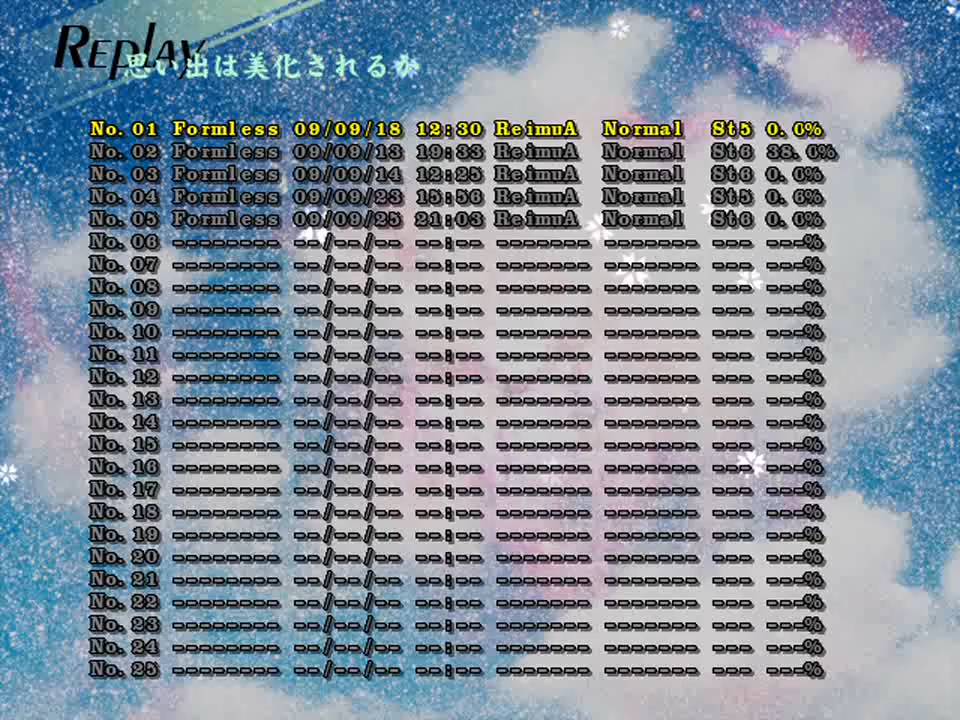 Replay
思い出は美化されるか
No. 01 Formless 09/09/18 12:30 ReimuA Normal St5 0.0%
No. 02 Formless 09/09/13 19:33 ReimuA Normal St6 38.0%
No. 03 Formless 09/09/14 12:25 ReimuA Normal St6 0.0%
No. 04 Formless 09/09/23 15:56 ReimuA Normal St5 0.6%
No. 05 Formless 09/09/25 21:03 ReimuA Normal St6 0.0%
No. 06 -------- --/--/-- --:-- ------- ------- --- ---%
No. 07 -------- --/--/-- --:-- ------- ------- --- ---%
No. 08 -------- --/--/-- --:-- ------- ------- --- ---%
No. 09 -------- --/--/-- --:-- ------- ------- --- ---%
No. 10 -------- --/--/-- --:-- ------- ------- --- ---%
No. 11 -------- --/--/-- --:-- ------- ------- --- ---%
No. 12 -------- --/--/-- --:-- ------- ------- --- ---%
No. 13 -------- --/--/-- --:-- ------- ------- --- ---%
No. 14 -------- --/--/-- --:-- ------- ------- --- ---%
No. 15 -------- --/--/-- --:-- ------- ------- --- ---%
No. 16 -------- --/--/-- --:-- ------- ------- --- ---%
No. 17 -------- --/--/-- --:-- ------- ------- --- ---%
No. 18 -------- --/--/-- --:-- ------- ------- --- ---%
No. 19 -------- --/--/-- --:-- ------- ------- --- ---%
No. 20 -------- --/--/-- --:-- ------- ------- --- ---%
No. 21 -------- --/--/-- --:-- ------- ------- --- ---%
No. 22 -------- --/--/-- --:-- ------- ------- --- ---%
No. 23 -------- --/--/-- --:-- ------- ------- --- ---%
No. 24 -------- --/--/-- --:-- ------- ------- --- ---%
No. 25 -------- --/--/-- --:-- ------- ------- --- ---%